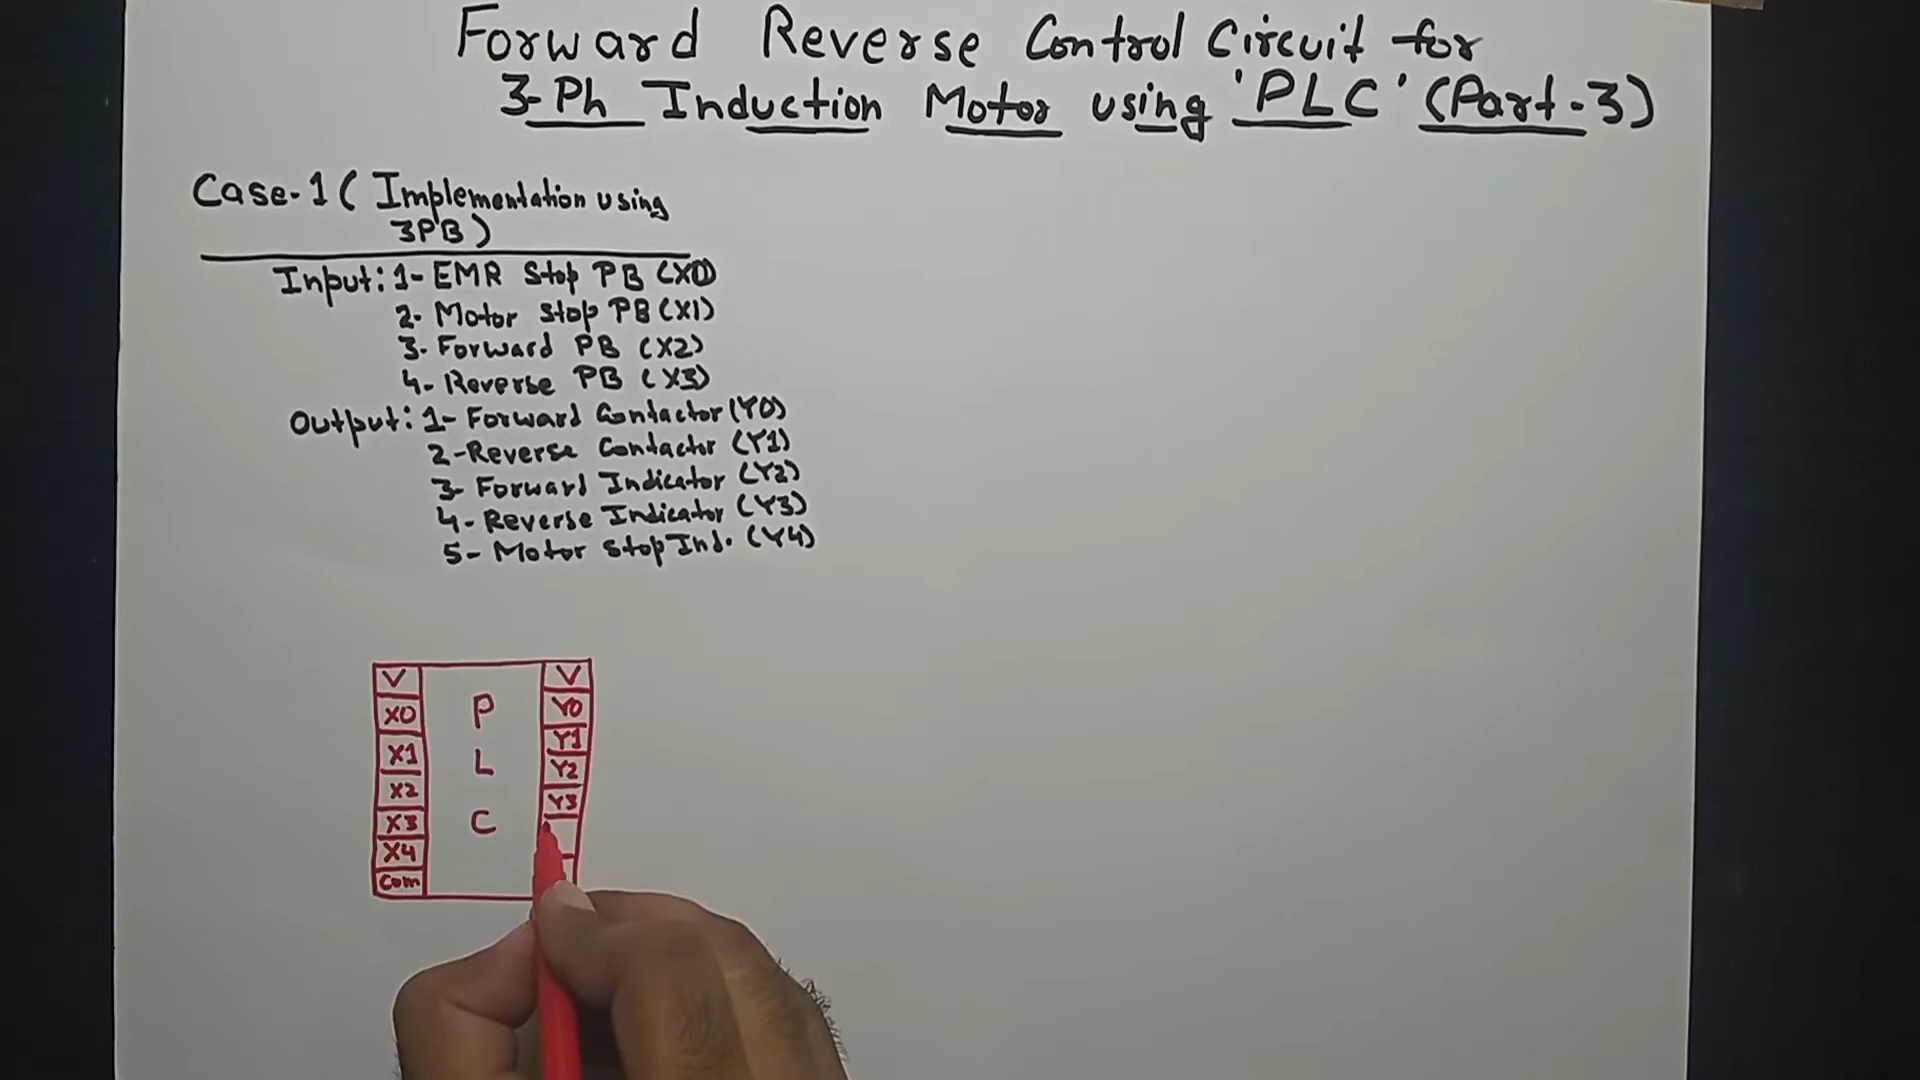 Forward Reverse Control Circuit for
3-Ph Induction Motor using 'PLC' (Part-3)
Case-1 (Implementation using
3PB)
Input: 1- EMR Stop PB (X0)
2. Motor Stop PB (X1)
3. Forward PB (X2)
4. Reverse PB (X3)
Output: 1- Forward Contactor (Y0)
2-Reverse Contactor (Y1)
3- Forward Indicator (Y2)
4- Reverse Indicator (Y3)
5- Motor Stop Ind. (Y4)
V
X0
X1
X2
X3
X4
Com
P
L
C
V
Y0
Y1
Y2
Y3